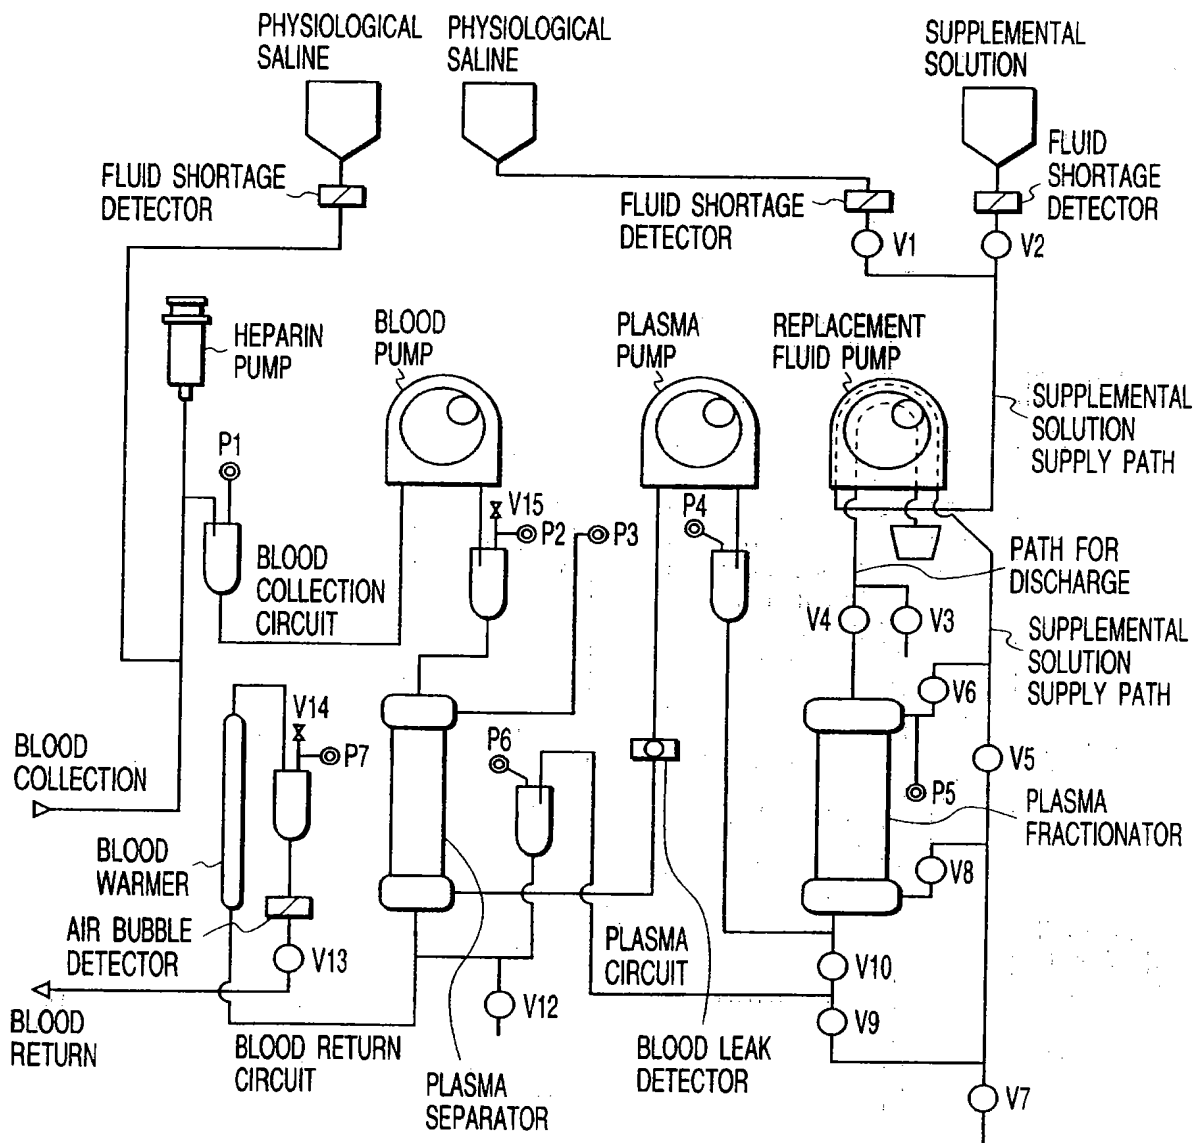 PHYSIOLOGICAL
SALINE
PHYSIOLOGICAL
SALINE
SUPPLEMENTAL
SOLUTION
FLUID SHORTAGE
DETECTOR
FLUID SHORTAGE
DETECTOR
FLUID
SHORTAGE
DETECTOR
V1
V2
HEPARIN
PUMP
BLOOD
PUMP
PLASMA
PUMP
REPLACEMENT
FLUID PUMP
SUPPLEMENTAL
SOLUTION
SUPPLY PATH
P1
V15
P2
P3
P4
BLOOD
COLLECTION
CIRCUIT
PATH FOR
DISCHARGE
V4
V3
SUPPLEMENTAL
SOLUTION
SUPPLY PATH
V6
V14
P7
P6
V5
P5
BLOOD
COLLECTION
PLASMA
FRACTIONATOR
BLOOD
WARMER
V8
AIR BUBBLE
DETECTOR
V13
PLASMA
CIRCUIT
V10
V12
V9
BLOOD
RETURN
BLOOD RETURN
CIRCUIT
PLASMA
SEPARATOR
BLOOD LEAK
DETECTOR
V7